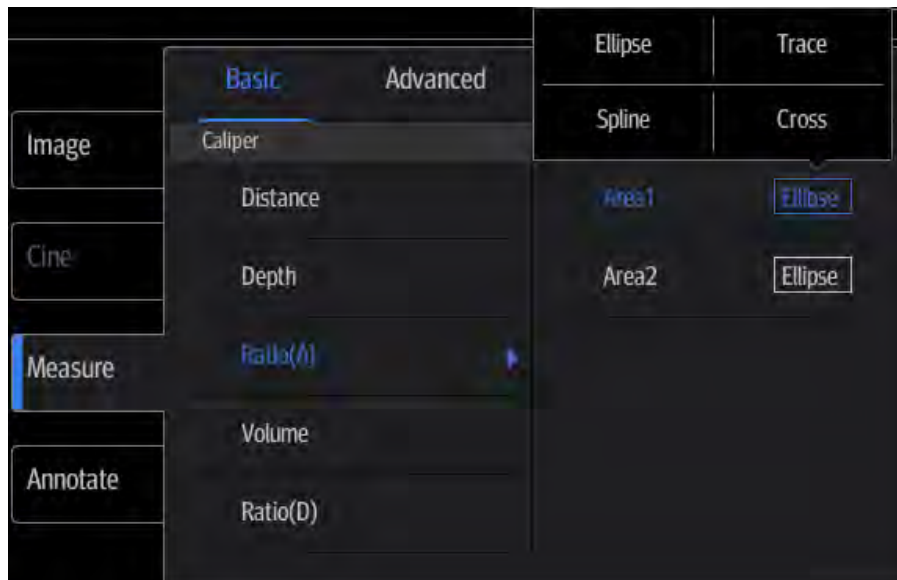 Ellipse Trace
Basic Advanced
Spline Cross
Image
Caliper
Distance
Area1 Ellipse
Cine
Depth
Area2 Ellipse
Measure
Ratio(A)
Volume
Annotate
Ratio(D)